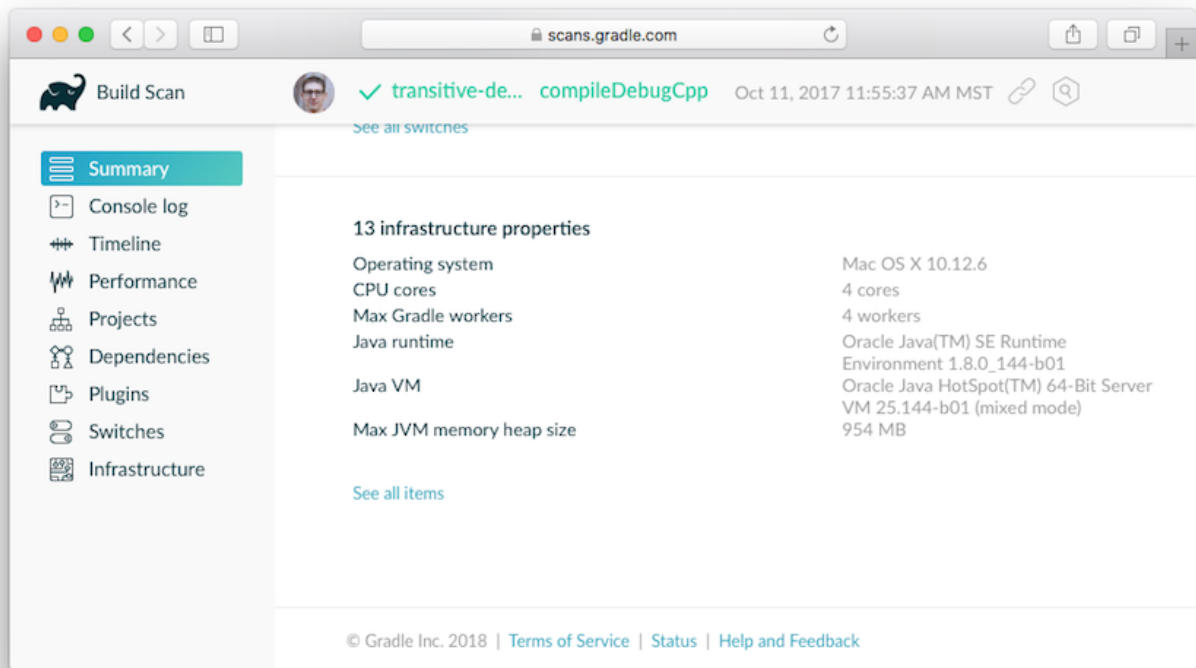 scans.gradle.com
Build Scan
transitive-de... compileDebugCpp Oct 11, 2017 11:55:37 AM MST
See all switches
Summary
Console log
Timeline
Performance
Projects
Dependencies
Plugins
Switches
Infrastructure
13 infrastructure properties
Operating system Mac OS X 10.12.6
CPU cores 4 cores
Max Gradle workers 4 workers
Java runtime Oracle Java(TM) SE Runtime
Environment 1.8.0_144-b01
Java VM Oracle Java HotSpot(TM) 64-Bit Server
VM 25.144-b01 (mixed mode)
Max JVM memory heap size 954 MB
See all items
© Gradle Inc. 2018 | Terms of Service | Status | Help and Feedback